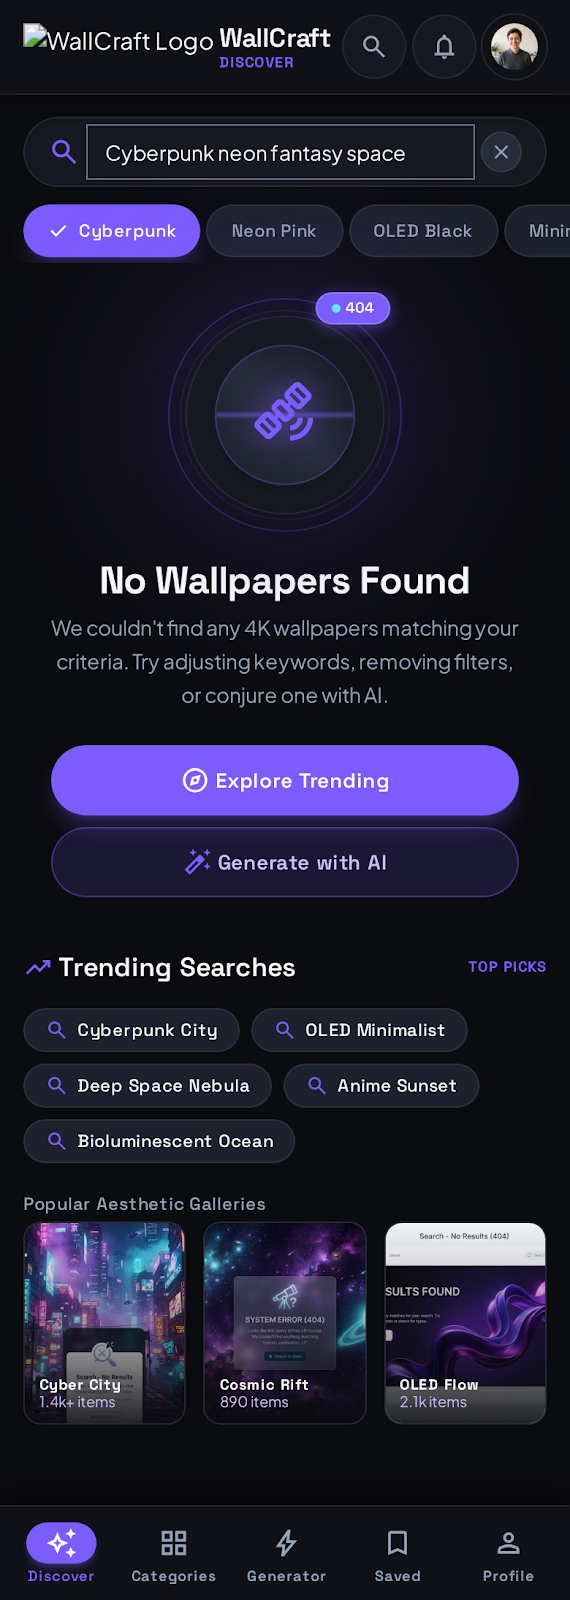 WallCraft Logo
WallCraft
DISCOVER
Cyberpunk neon fantasy space
Cyberpunk
Neon Pink
OLED Black
404
No Wallpapers Found
We couldn't find any 4K wallpapers matching your
criteria. Try adjusting keywords, removing filters,
or conjure one with AI.
Explore Trending
Generate with AI
Trending Searches
TOP PICKS
Cyberpunk City
OLED Minimalist
Deep Space Nebula
Anime Sunset
Bioluminescent Ocean
Popular Aesthetic Galleries
Search - No Results
Cyber City
1.4k+ items
SYSTEM ERROR (404)
Cosmic Rift
890 items
Search - No Results (404)
SULTS FOUND
OLED Flow
2.1k items
Discover
Categories
Generator
Saved
Profile